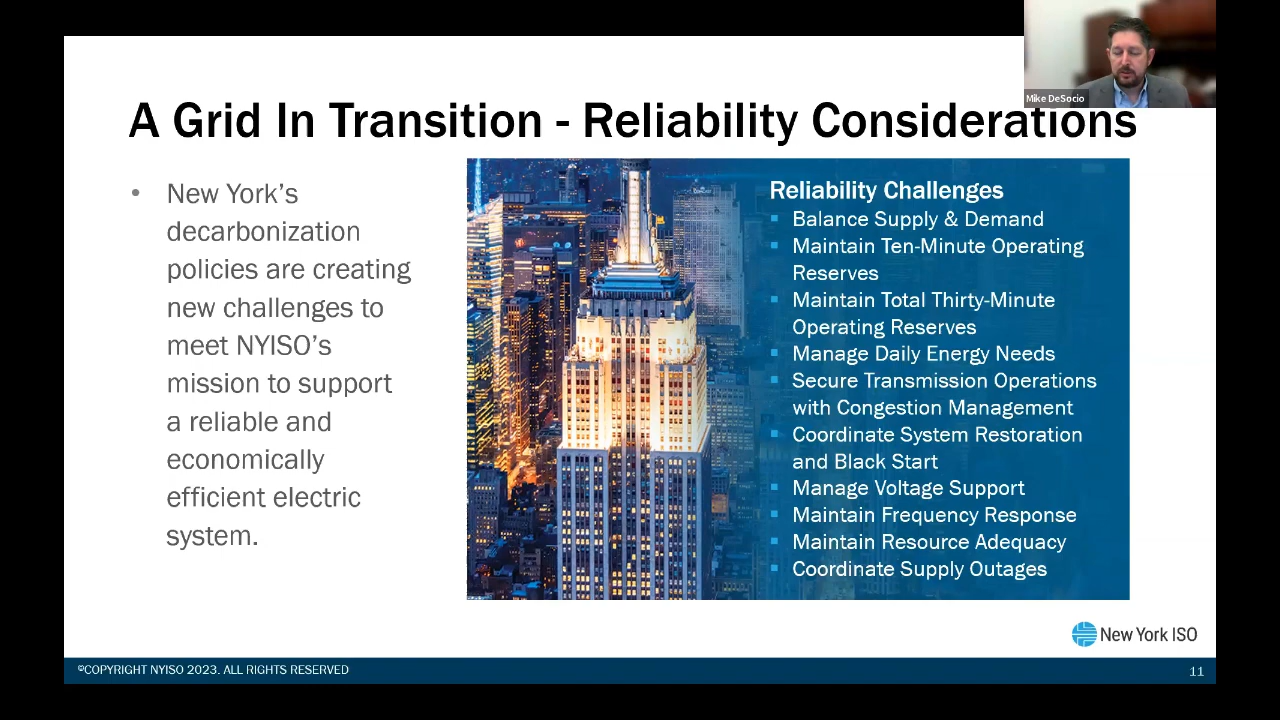 Mike DeSocio
A Grid In Transition - Reliability Considerations
• New York’s
decarbonization
policies are creating
new challenges to
meet NYISO’s
mission to support
a reliable and
economically
efficient electric
system.
Reliability Challenges
▪ Balance Supply & Demand
▪ Maintain Ten-Minute Operating
Reserves
▪ Maintain Total Thirty-Minute
Operating Reserves
▪ Manage Daily Energy Needs
▪ Secure Transmission Operations
with Congestion Management
▪ Coordinate System Restoration
and Black Start
▪ Manage Voltage Support
▪ Maintain Frequency Response
▪ Maintain Resource Adequacy
▪ Coordinate Supply Outages
New York ISO
©COPYRIGHT NYISO 2023. ALL RIGHTS RESERVED
11